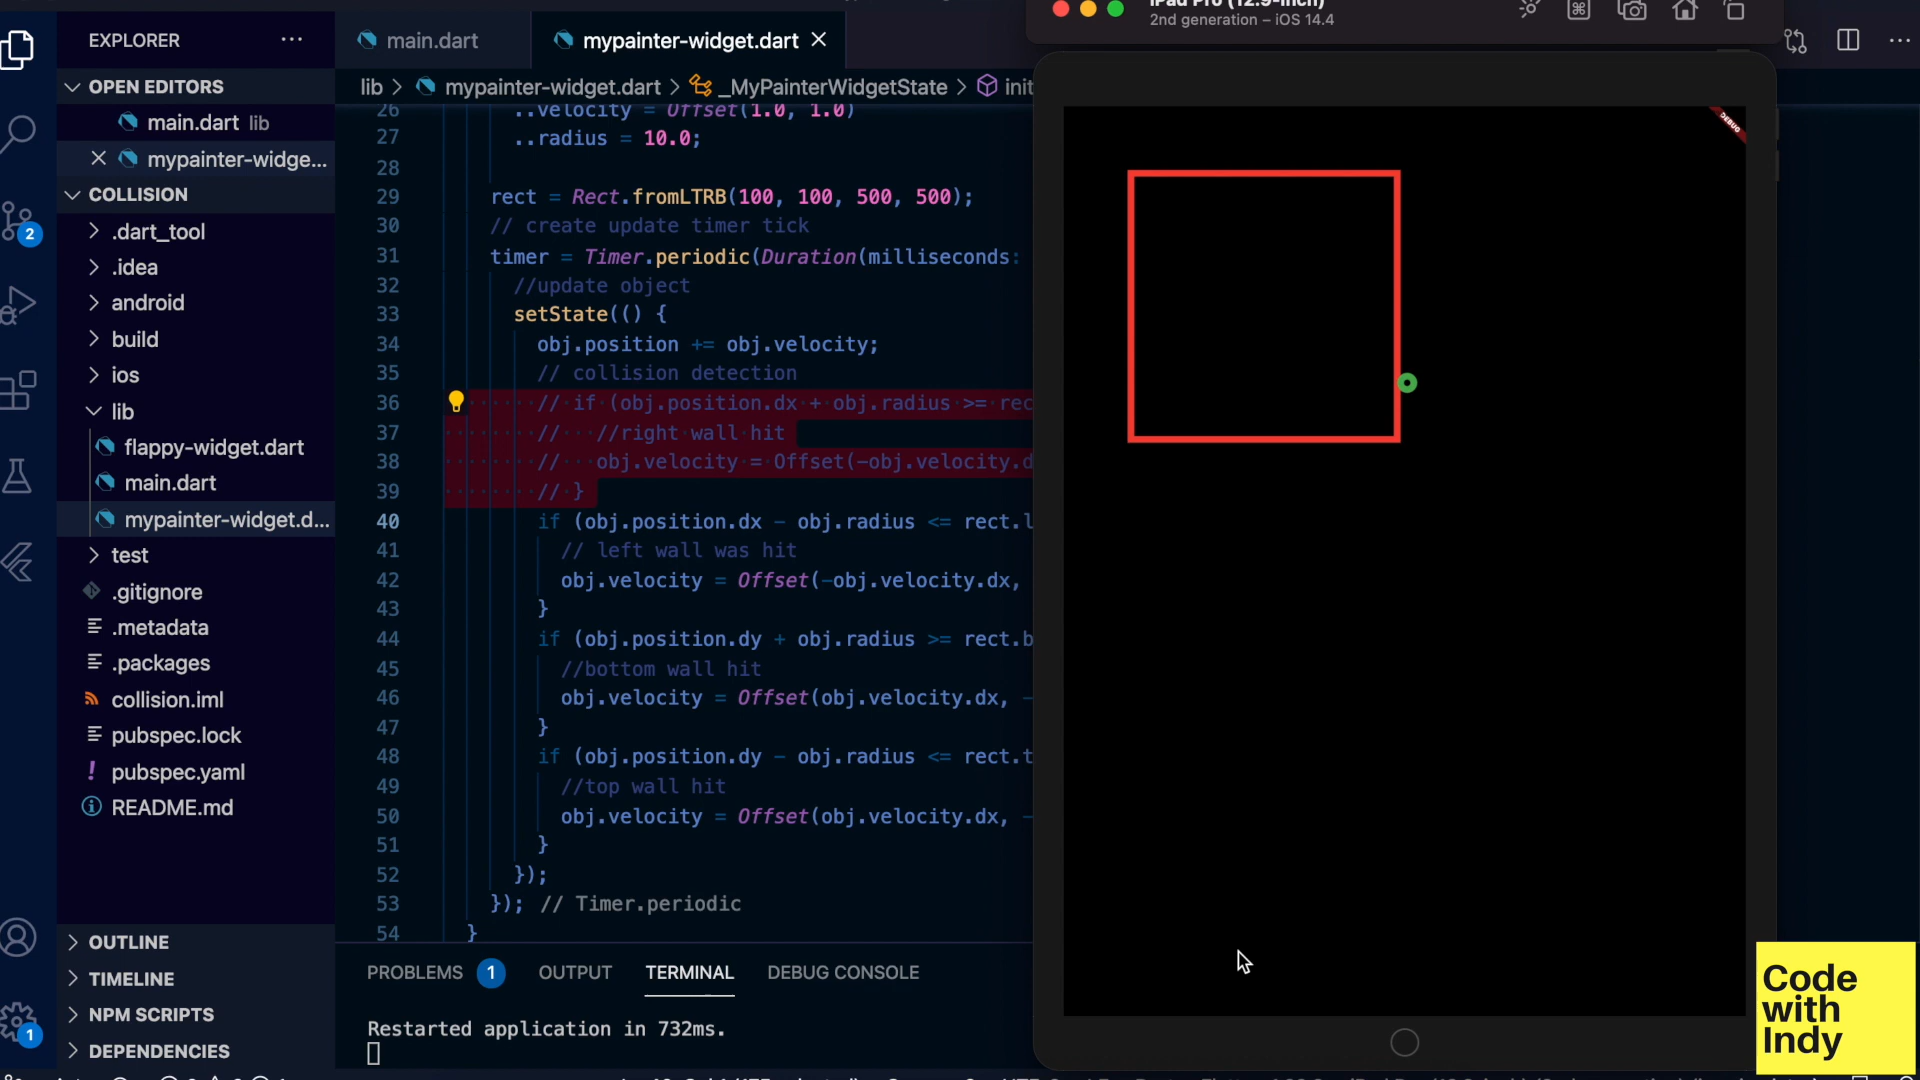 EXPLORER
main.dart
mypainter-widget.dart
2nd generation – iOS 14.4
OPEN EDITORS
main.dart lib
mypainter-widge...
COLLISION
.dart_tool
.idea
android
build
ios
lib
flappy-widget.dart
main.dart
mypainter-widget.d...
test
.gitignore
.metadata
.packages
collision.iml
pubspec.lock
pubspec.yaml
README.md
OUTLINE
TIMELINE
NPM SCRIPTS
DEPENDENCIES
2
1
lib > mypainter-widget.dart > _MyPainterWidgetState > init
26 ..velocity = Offset(1.0, 1.0)
27 ..radius = 10.0;
28
29 rect = Rect.fromLTRB(100, 100, 500, 500);
30 // create update timer tick
31 timer = Timer.periodic(Duration(milliseconds:
32 //update object
33 setState(() {
34 obj.position += obj.velocity;
35 // collision detection
36 // if (obj.position.dx + obj.radius >= rec
37 // //right wall hit
38 // obj.velocity = Offset(-obj.velocity.d
39 // }
40 if (obj.position.dx - obj.radius <= rect.l
41 // left wall was hit
42 obj.velocity = Offset(-obj.velocity.dx,
43 }
44 if (obj.position.dy + obj.radius >= rect.b
45 //bottom wall hit
46 obj.velocity = Offset(obj.velocity.dx, -
47 }
48 if (obj.position.dy - obj.radius <= rect.t
49 //top wall hit
50 obj.velocity = Offset(obj.velocity.dx, -
51 }
52 });
53 }); // Timer.periodic
54 }
PROBLEMS 1 OUTPUT TERMINAL DEBUG CONSOLE
Restarted application in 732ms.
DEBUG
Code
with
Indy